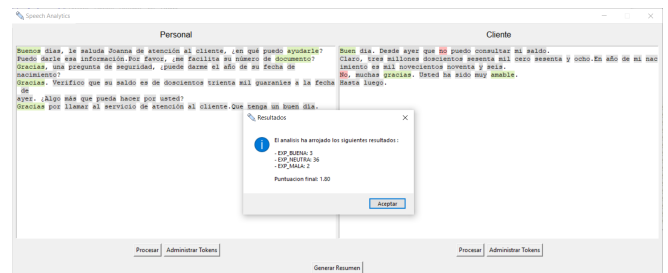 Speech Analytics
Personal
Buenos días, le saluda Joanna de atención al cliente, ¿en qué puedo ayudarle?
Puedo darle esa información.Por favor, ¿me facilita su número de documento?
Gracias, una pregunta de seguridad, ¿puede darme el año de su fecha de
nacimiento?
Gracias. Verifico que su saldo es de doscientos trienta mil guaranies a la fecha
de
ayer. ¿Algo más que pueda hacer por usted?
Gracias por llamar al servicio de atención al cliente.Que tenga un buen día.
Cliente
Buen dia. Desde ayer que no puedo consultar mi saldo.
Claro, tres millones doscientos sesenta mil cero sesenta y ocho.En año de mi nac
imiento es mil novecientos noventa y seis.
No, muchas gracias. Usted ha sido muy amable.
Hasta luego.
Resultados
El analisis ha arrojado los siguientes resultados :
- EXP_BUENA: 3
- EXP_NEUTRA: 36
- EXP_MALA: 2
Puntuacion final: 1.80
Aceptar
Procesar
Administrar Tokens
Procesar
Administrar Tokens
Generar Resumen